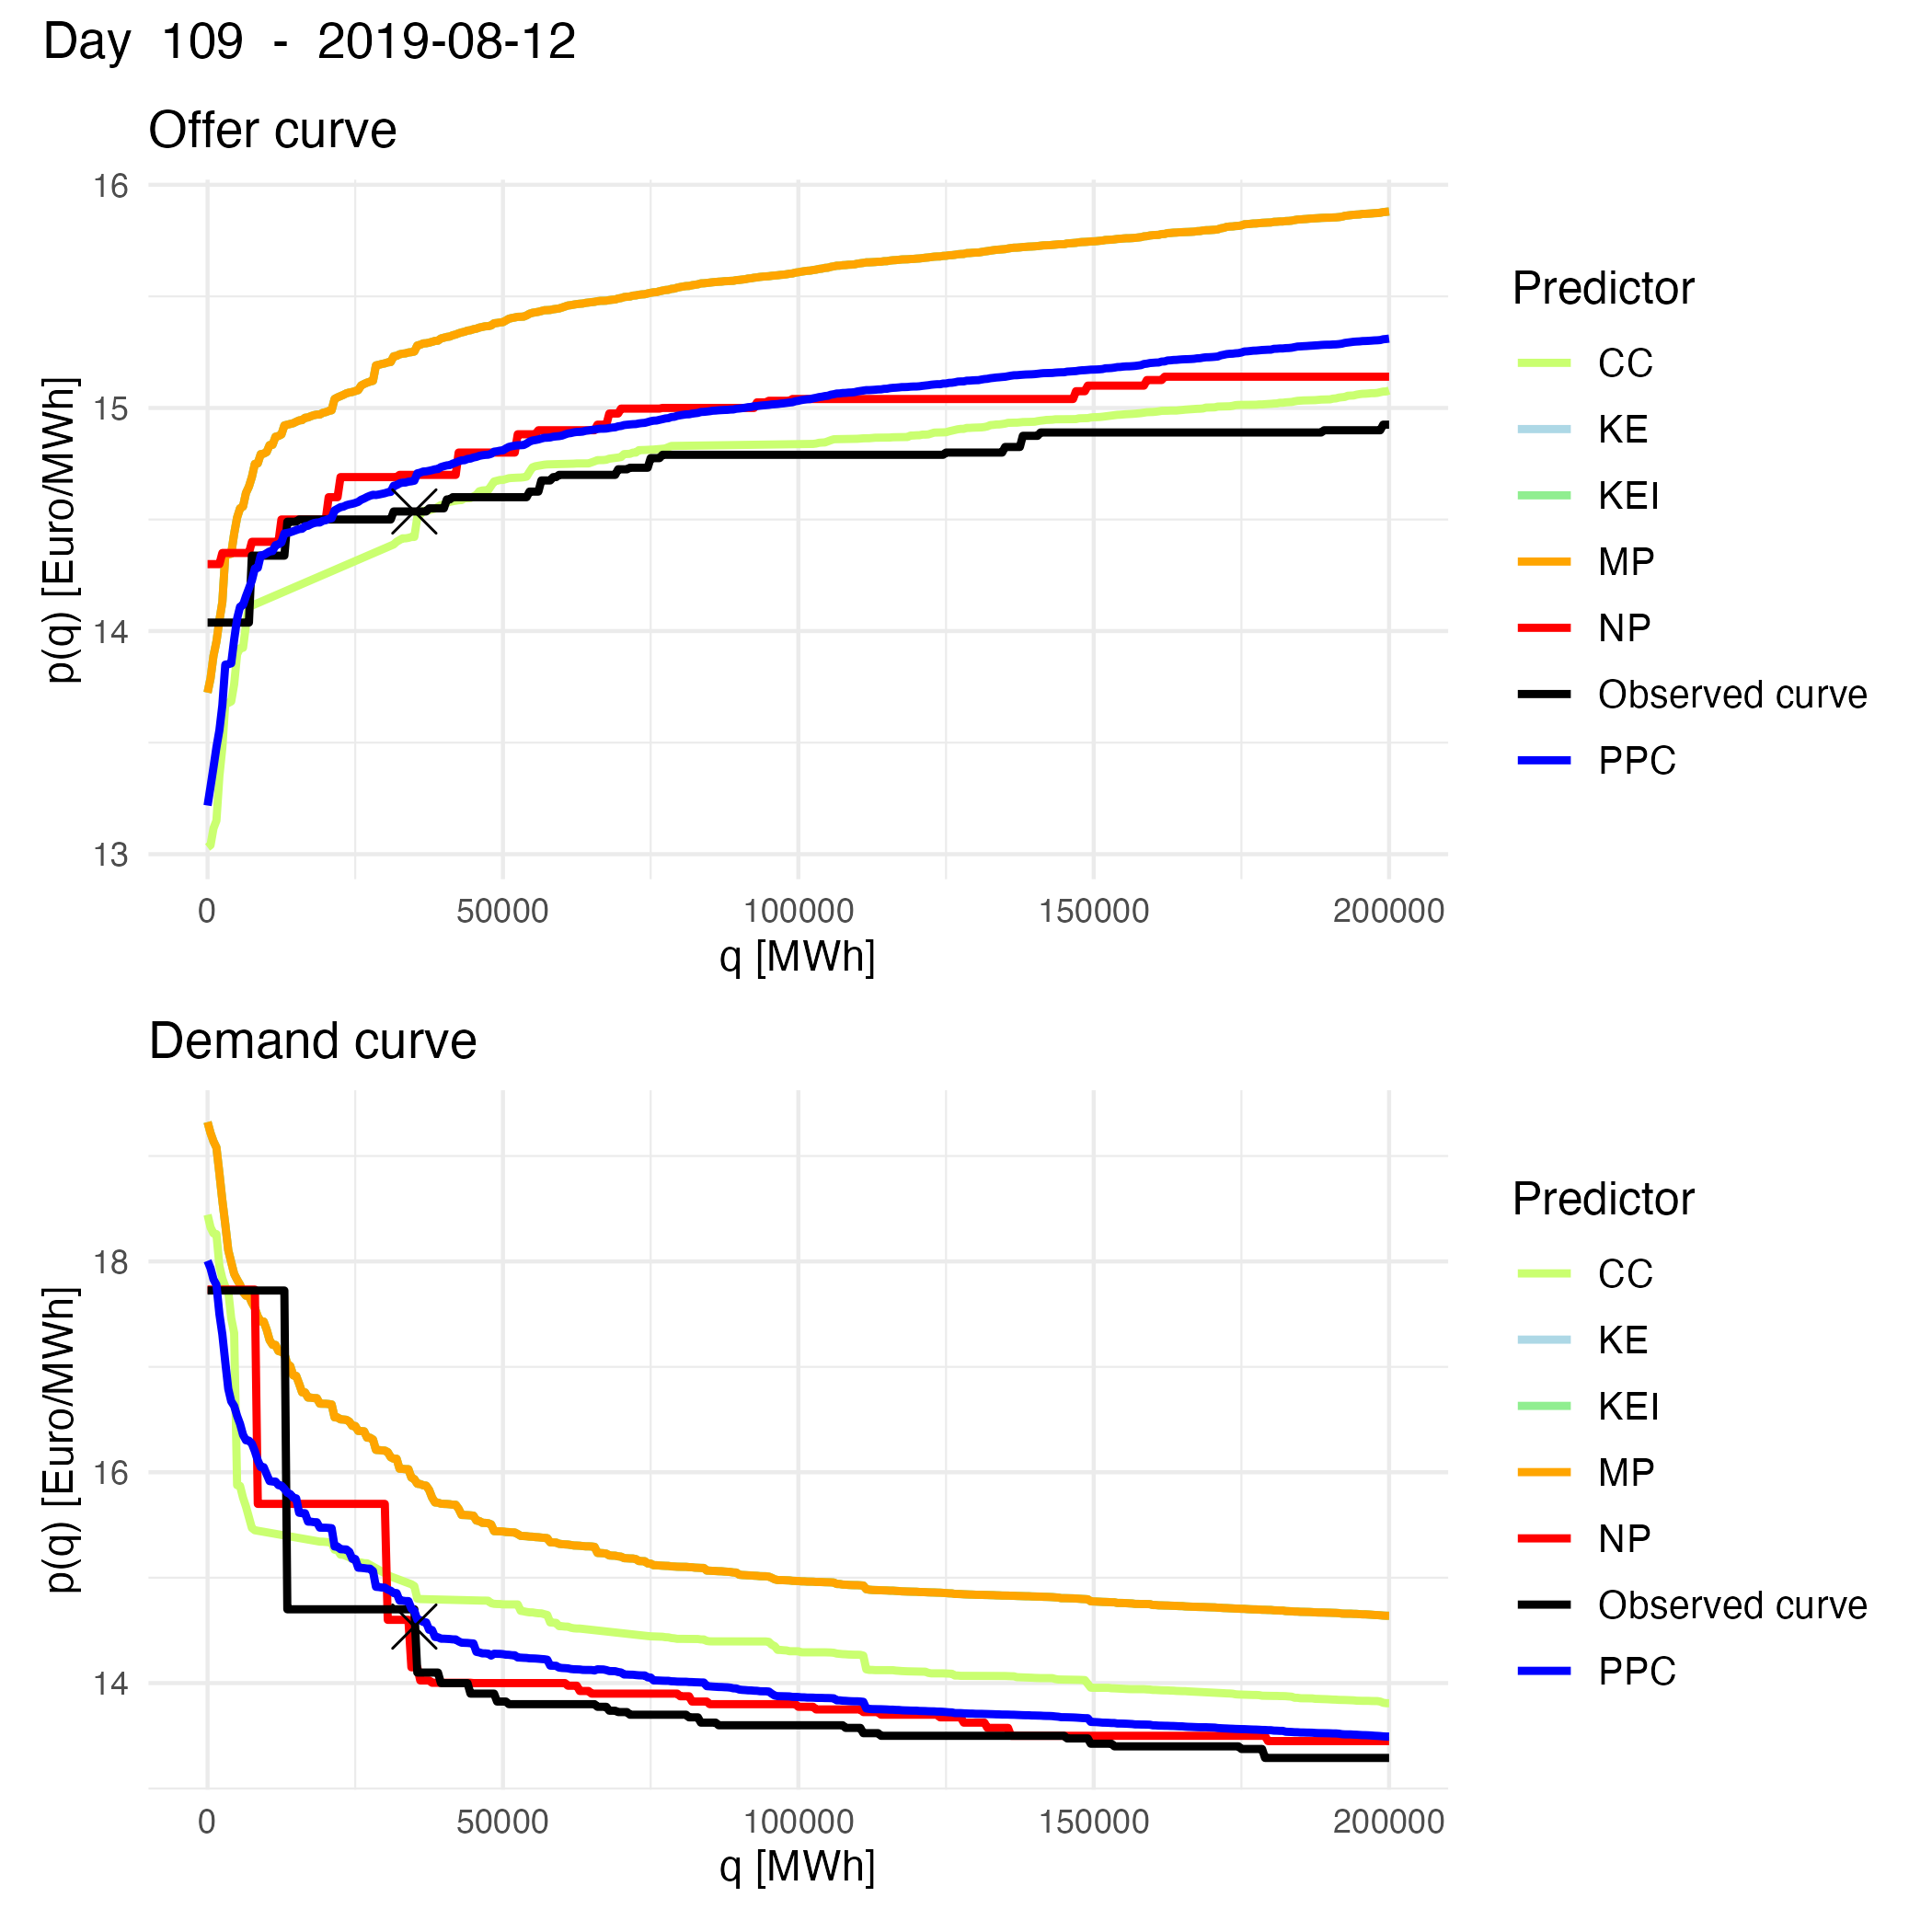 Day 109 - 2019-08-12
Offer curve
16
15
14
13
p(q) [Euro/MWh]
0 50000 100000 150000 200000
q [MWh]
Predictor
CC
KE
KEI
MP
NP
Observed curve
PPC
Demand curve
18
16
14
p(q) [Euro/MWh]
0 50000 100000 150000 200000
q [MWh]
Predictor
CC
KE
KEI
MP
NP
Observed curve
PPC